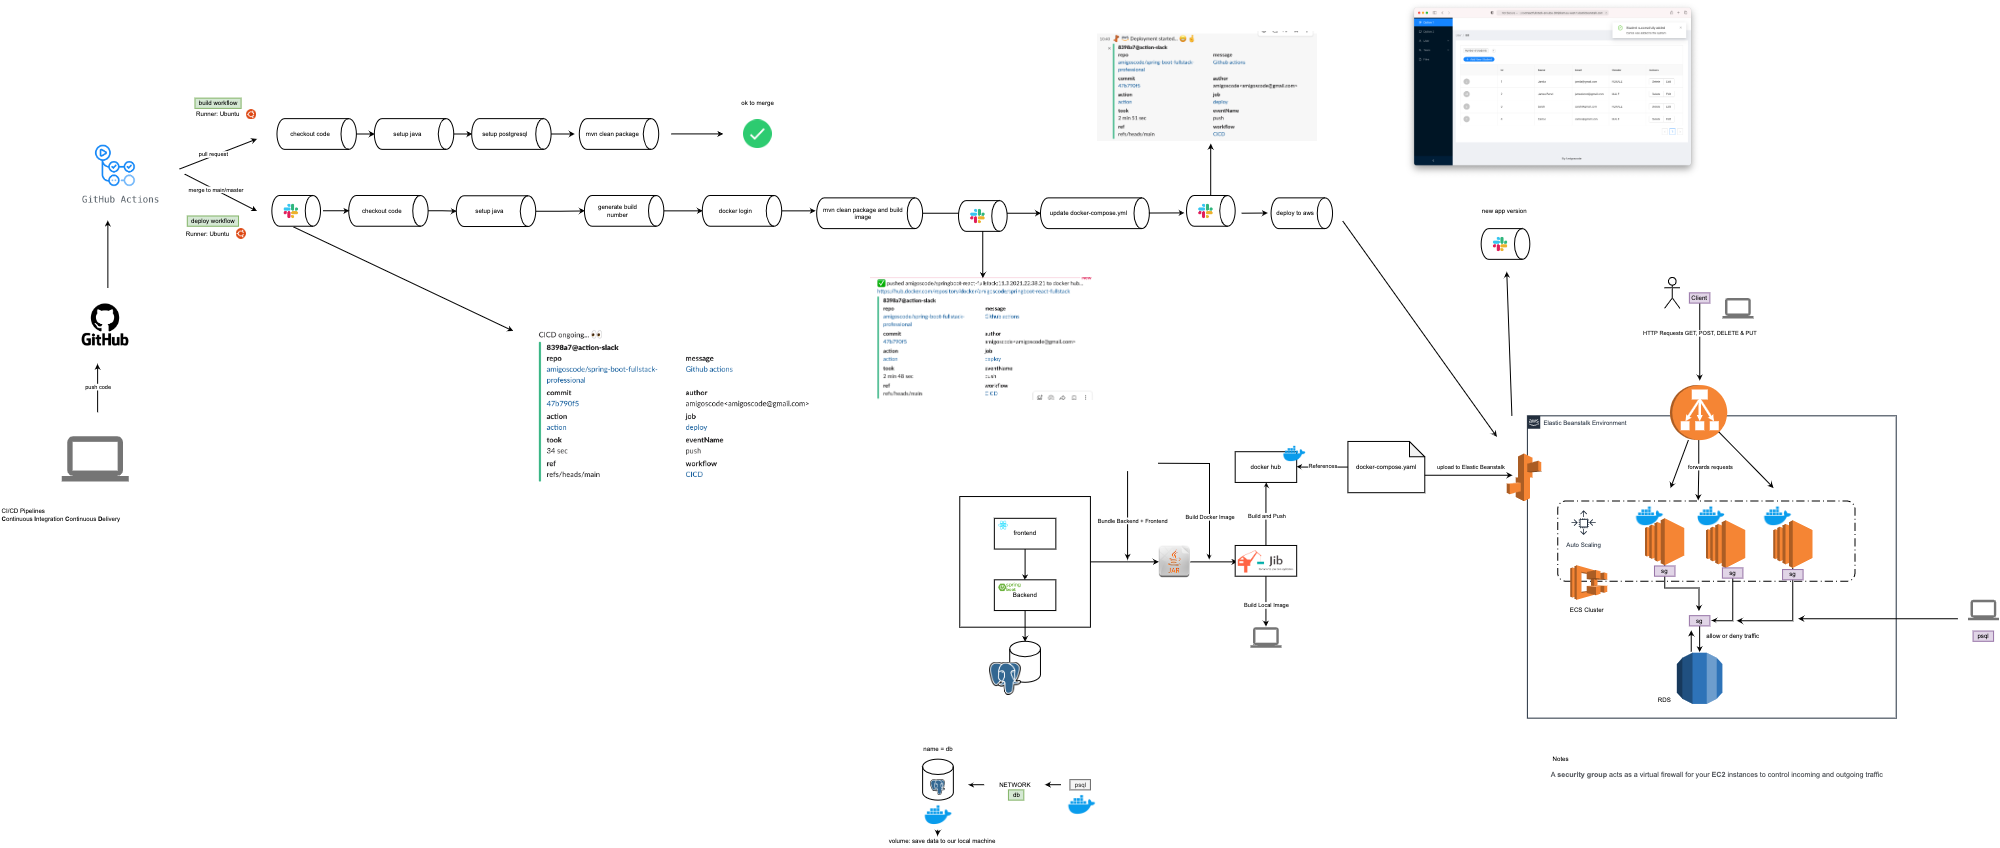 build workflow
Runner: Ubuntu
pull request
checkout code
setup java
setup postgresql
mvn clean package
ok to merge
GitHub Actions
merge to main/master
deploy workflow
Runner: Ubuntu
checkout code
setup java
generate build
number
docker login
mvn clean package and build
image
update docker-compose.yml
deploy to aws
GitHub
push code
CI/CD Pipelines
Continuous Integration Continuous Delivery
CICD ongoing...
8398a7@action-slack
repo
message
amigoscode/spring-boot-fullstack-
professional
Github actions
commit
author
47b790f5
amigoscode<amigoscode@gmail.com>
action
job
action
deploy
took
eventName
34 sec
push
ref
workflow
refs/heads/main
CICD
pushed amigoscode/springboot-react-fullstack:11.3.2021.22.38.21 to docker hub...
8398a7@action-slack
repo
message
amigoscode/spring-boot-fullstack-
professional
Github actions
commit
author
47b790f5
amigoscode<amigoscode@gmail.com>
action
job
action
deploy
took
eventName
2 min 48 sec
push
ref
workflow
refs/heads/main
CICD
Deployment started...
8398a7@action-slack
repo
message
amigoscode/spring-boot-fullstack-
professional
Github actions
commit
author
47b790f5
amigoscode<amigoscode@gmail.com>
action
job
action
deploy
took
eventName
2 min 51 sec
push
ref
workflow
refs/heads/main
CICD
new app version
Client
HTTP Requests GET, POST, DELETE & PUT
aws
Elastic Beanstalk Environment
forwards requests
Auto Scaling
sg
sg
sg
ECS Cluster
sg
allow or deny traffic
RDS
psql
frontend
spring
boot
Backend
Bundle Backend + Frontend
JAR
Build Docker Image
Jib
Build and Push
docker hub
References
docker-compose.yaml
upload to Elastic Beanstalk
Build Local Image
name = db
NETWORK
db
psql
volume: save data to our local machine
Notes
A security group acts as a virtual firewall for your EC2 instances to control incoming and outgoing traffic